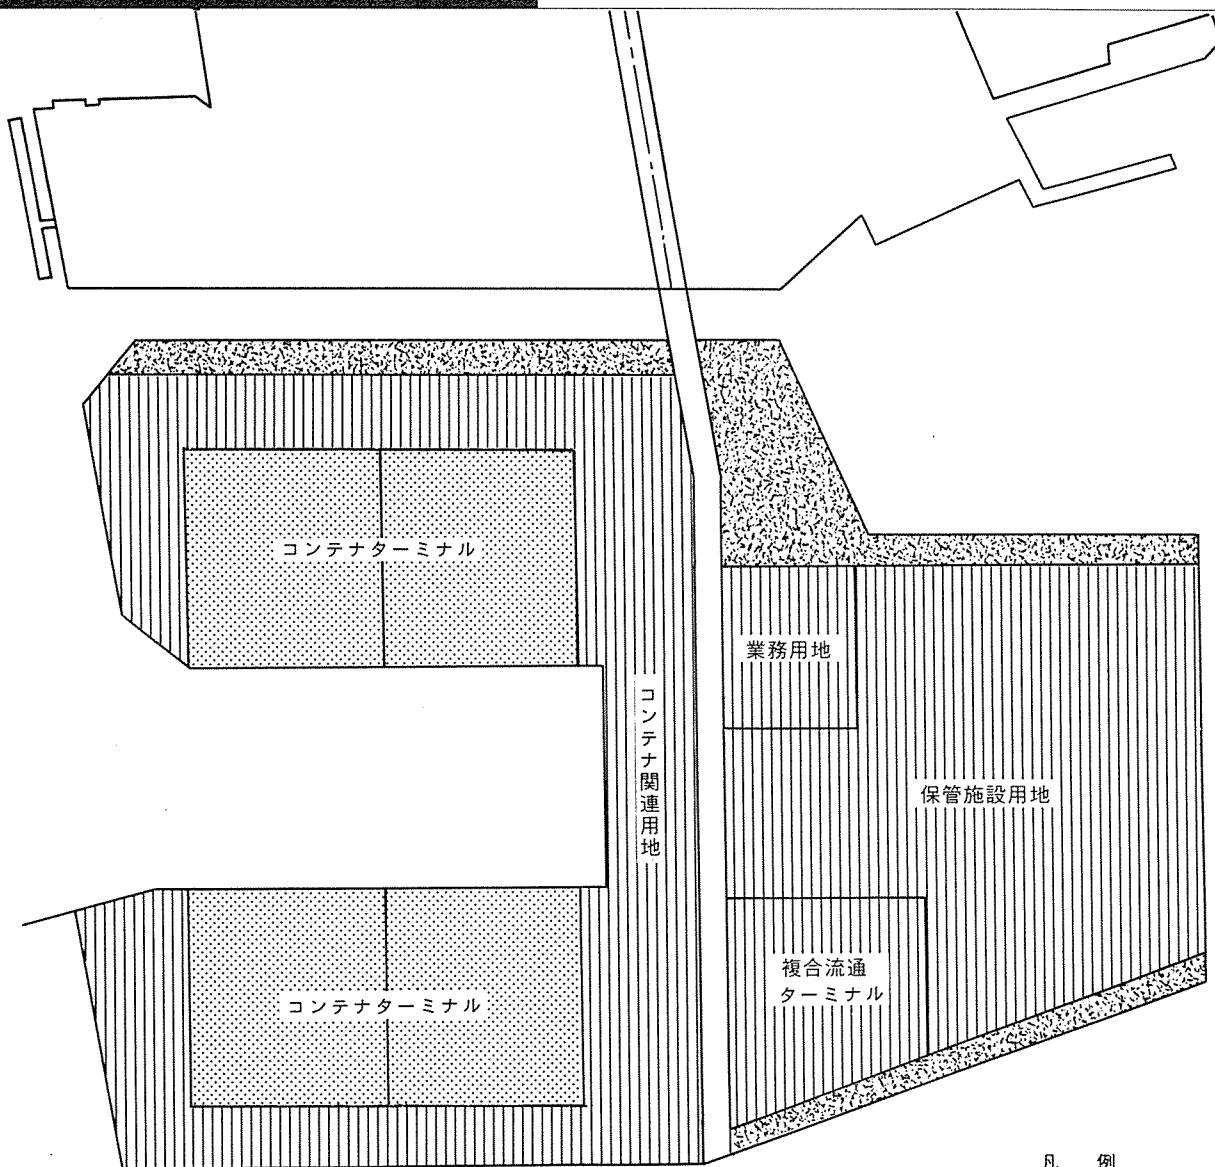 コンテナターミナル
業務用地
コンテナ関連用地
保管施設用地
複合流通
ターミナル
コンテナターミナル
凡 例